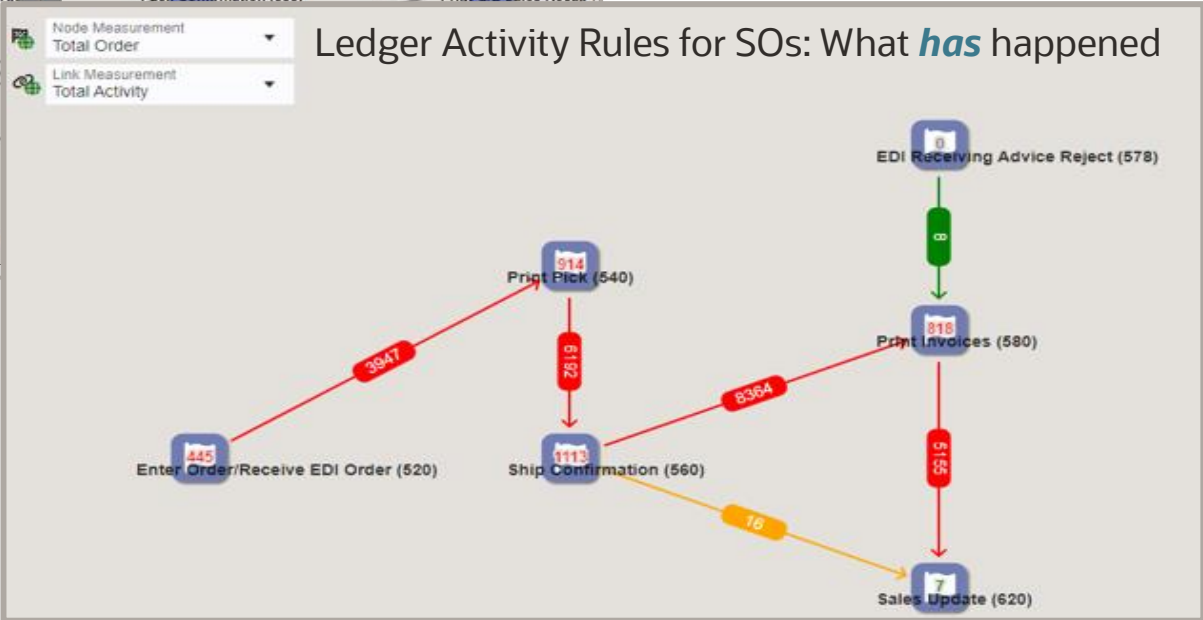 Node Measurement
Total Order
Link Measurement
Total Activity
Ledger Activity Rules for SOs: What has happened
0
EDI Receiving Advice Reject (578)
8
914
Print Pick (540)
818
Print Invoices (580)
3947
6192
8364
445
Enter Order/Receive EDI Order (520)
1113
Ship Confirmation (560)
5155
16
7
Sales Update (620)